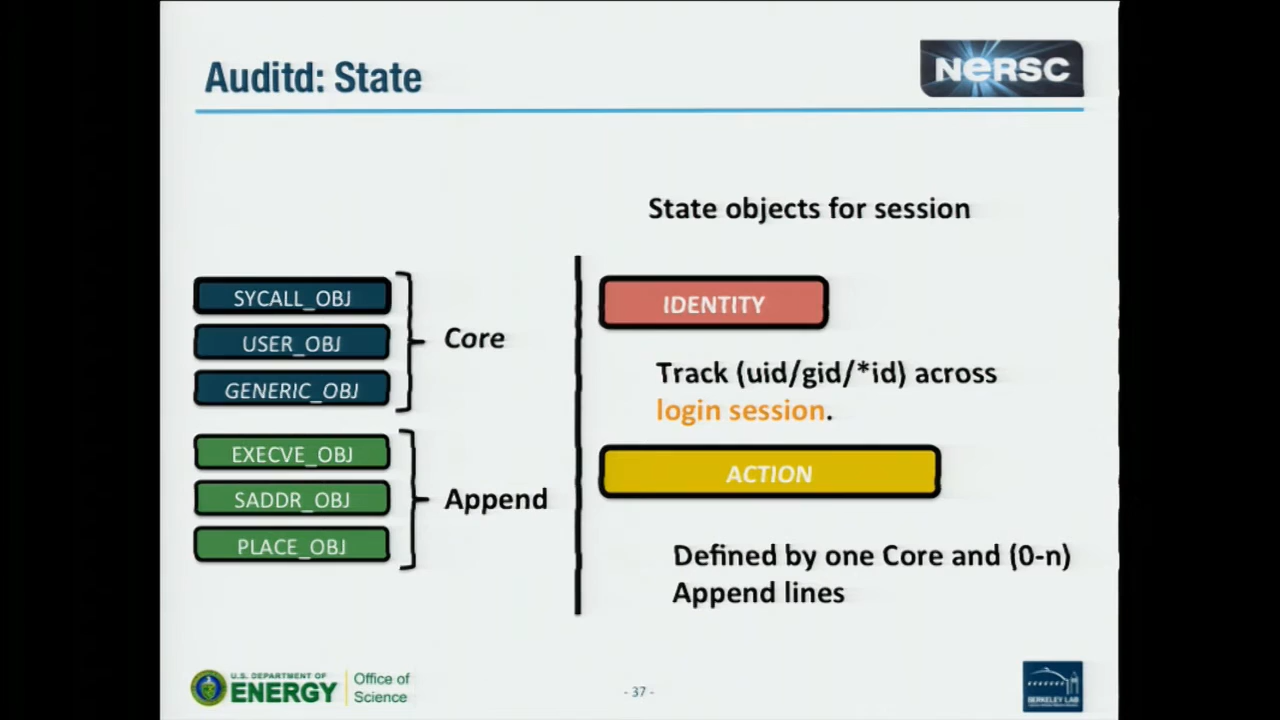 Auditd: State
NERSC
State objects for session
SYCALL_OBJ
USER_OBJ
GENERIC_OBJ
Core
EXECVE_OBJ
SADDR_OBJ
PLACE_OBJ
Append
IDENTITY
Track (uid/gid/*id) across
login session.
ACTION
Defined by one Core and (0-n)
Append lines
U.S. DEPARTMENT OF
ENERGY
Office of
Science
- 37 -
BERKELEY LAB